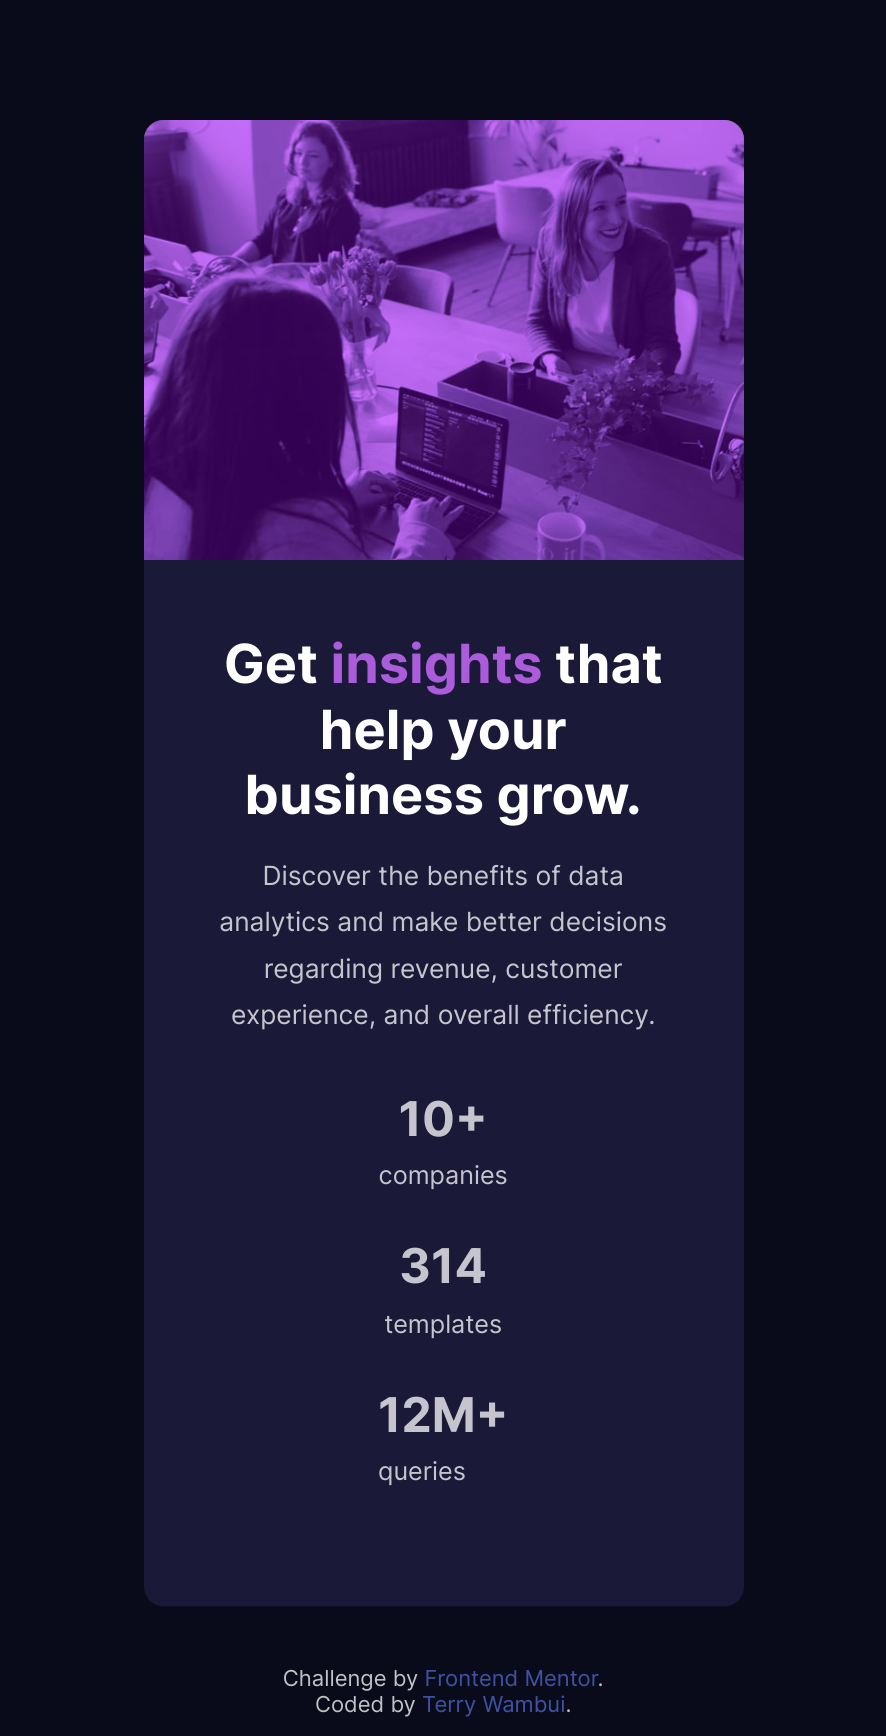 Get insights that
help your
business grow.
Discover the benefits of data
analytics and make better decisions
regarding revenue, customer
experience, and overall efficiency.
10+
companies
314
templates
12M+
queries
Challenge by Frontend Mentor.
Coded by Terry Wambui.